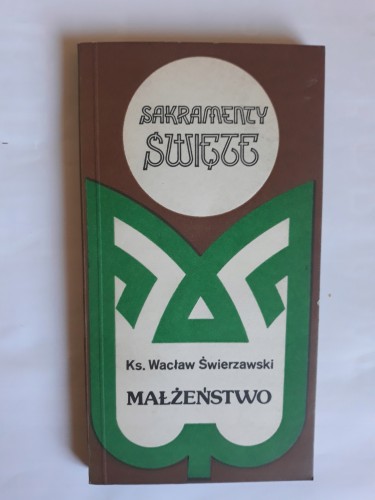 SAKRAMENTY
ŚWIĘTE
Ks. Wacław Świerzawski
MAŁŻEŃSTWO